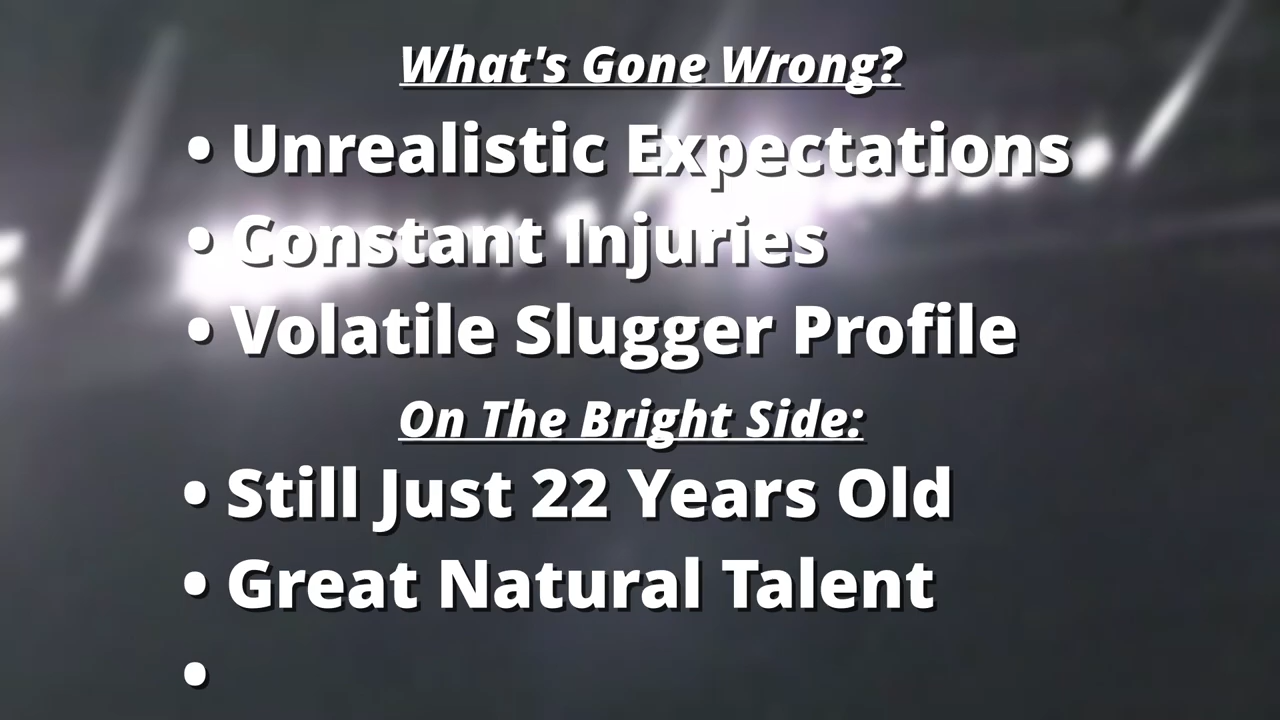 What's Gone Wrong?
• Unrealistic Expectations
• Constant Injuries
• Volatile Slugger Profile
On The Bright Side:
• Still Just 22 Years Old
• Great Natural Talent
•